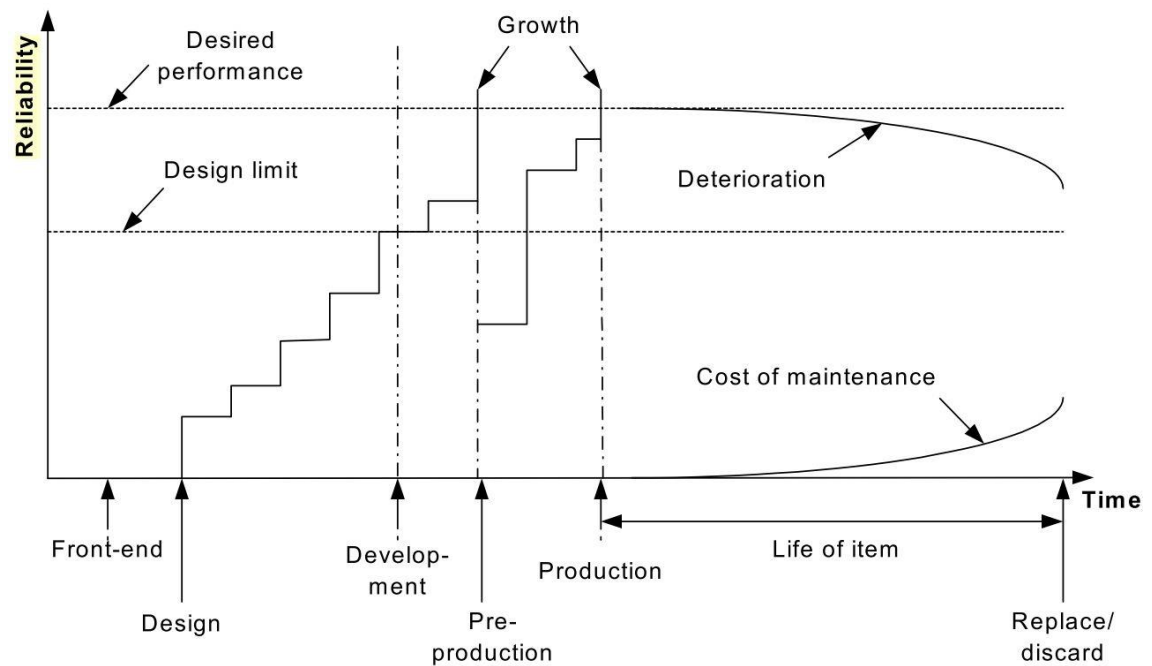 Growth
Desired
performance
Reliability
Design limit
Deterioration
Cost of maintenance
Time
Front-end
Develop-
ment
Production
Life of item
Design
Pre-
production
Replace/
discard